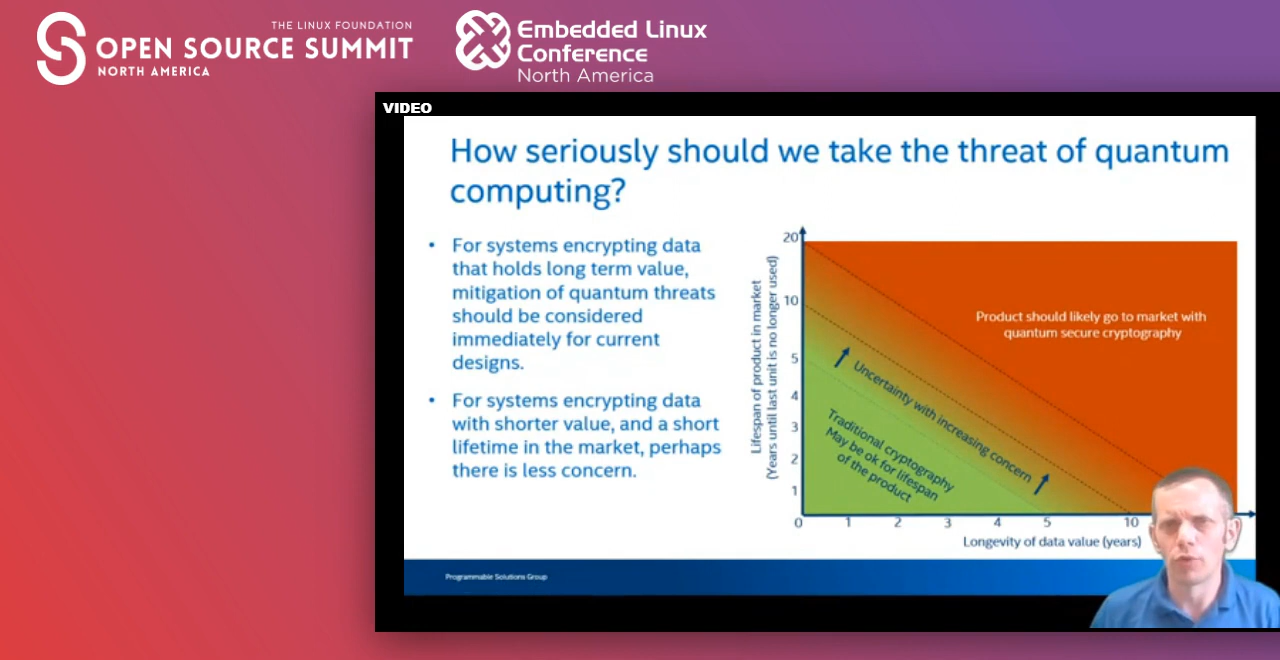 THE LINUX FOUNDATION
OPEN SOURCE SUMMIT
NORTH AMERICA
Embedded Linux
Conference
North America
VIDEO
How seriously should we take the threat of quantum
computing?
• For systems encrypting data
that holds long term value,
mitigation of quantum threats
should be considered
immediately for current
designs.
• For systems encrypting data
with shorter value, and a short
lifetime in the market, perhaps
there is less concern.
Lifespan of product in market
(Years until last unit is no longer used)
20
10
5
4
3
2
1
0 1 2 3 4 5 10
Product should likely go to market with
quantum secure cryptography
Uncertainty with increasing concern
Traditional cryptography
May be ok for lifespan
of the product
Longevity of data value (years)
Programmable Solutions Group